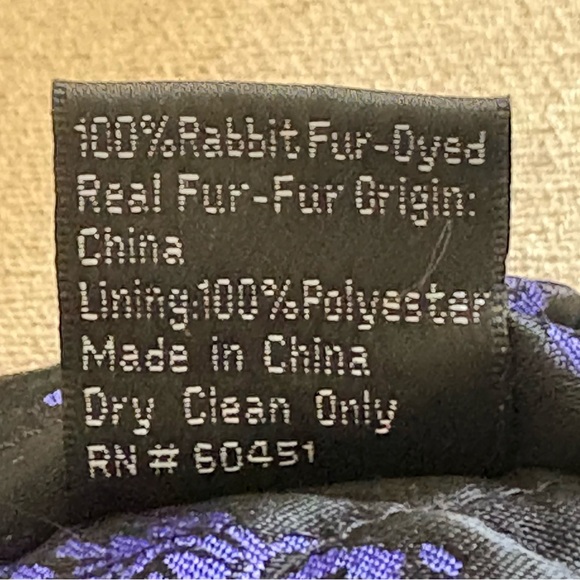 100%Rabbit Fur-Dyed
Real Fur-Fur Origin:
China
Lining:100%Polyester
Made in China
Dry Clean Only
RN # 60451